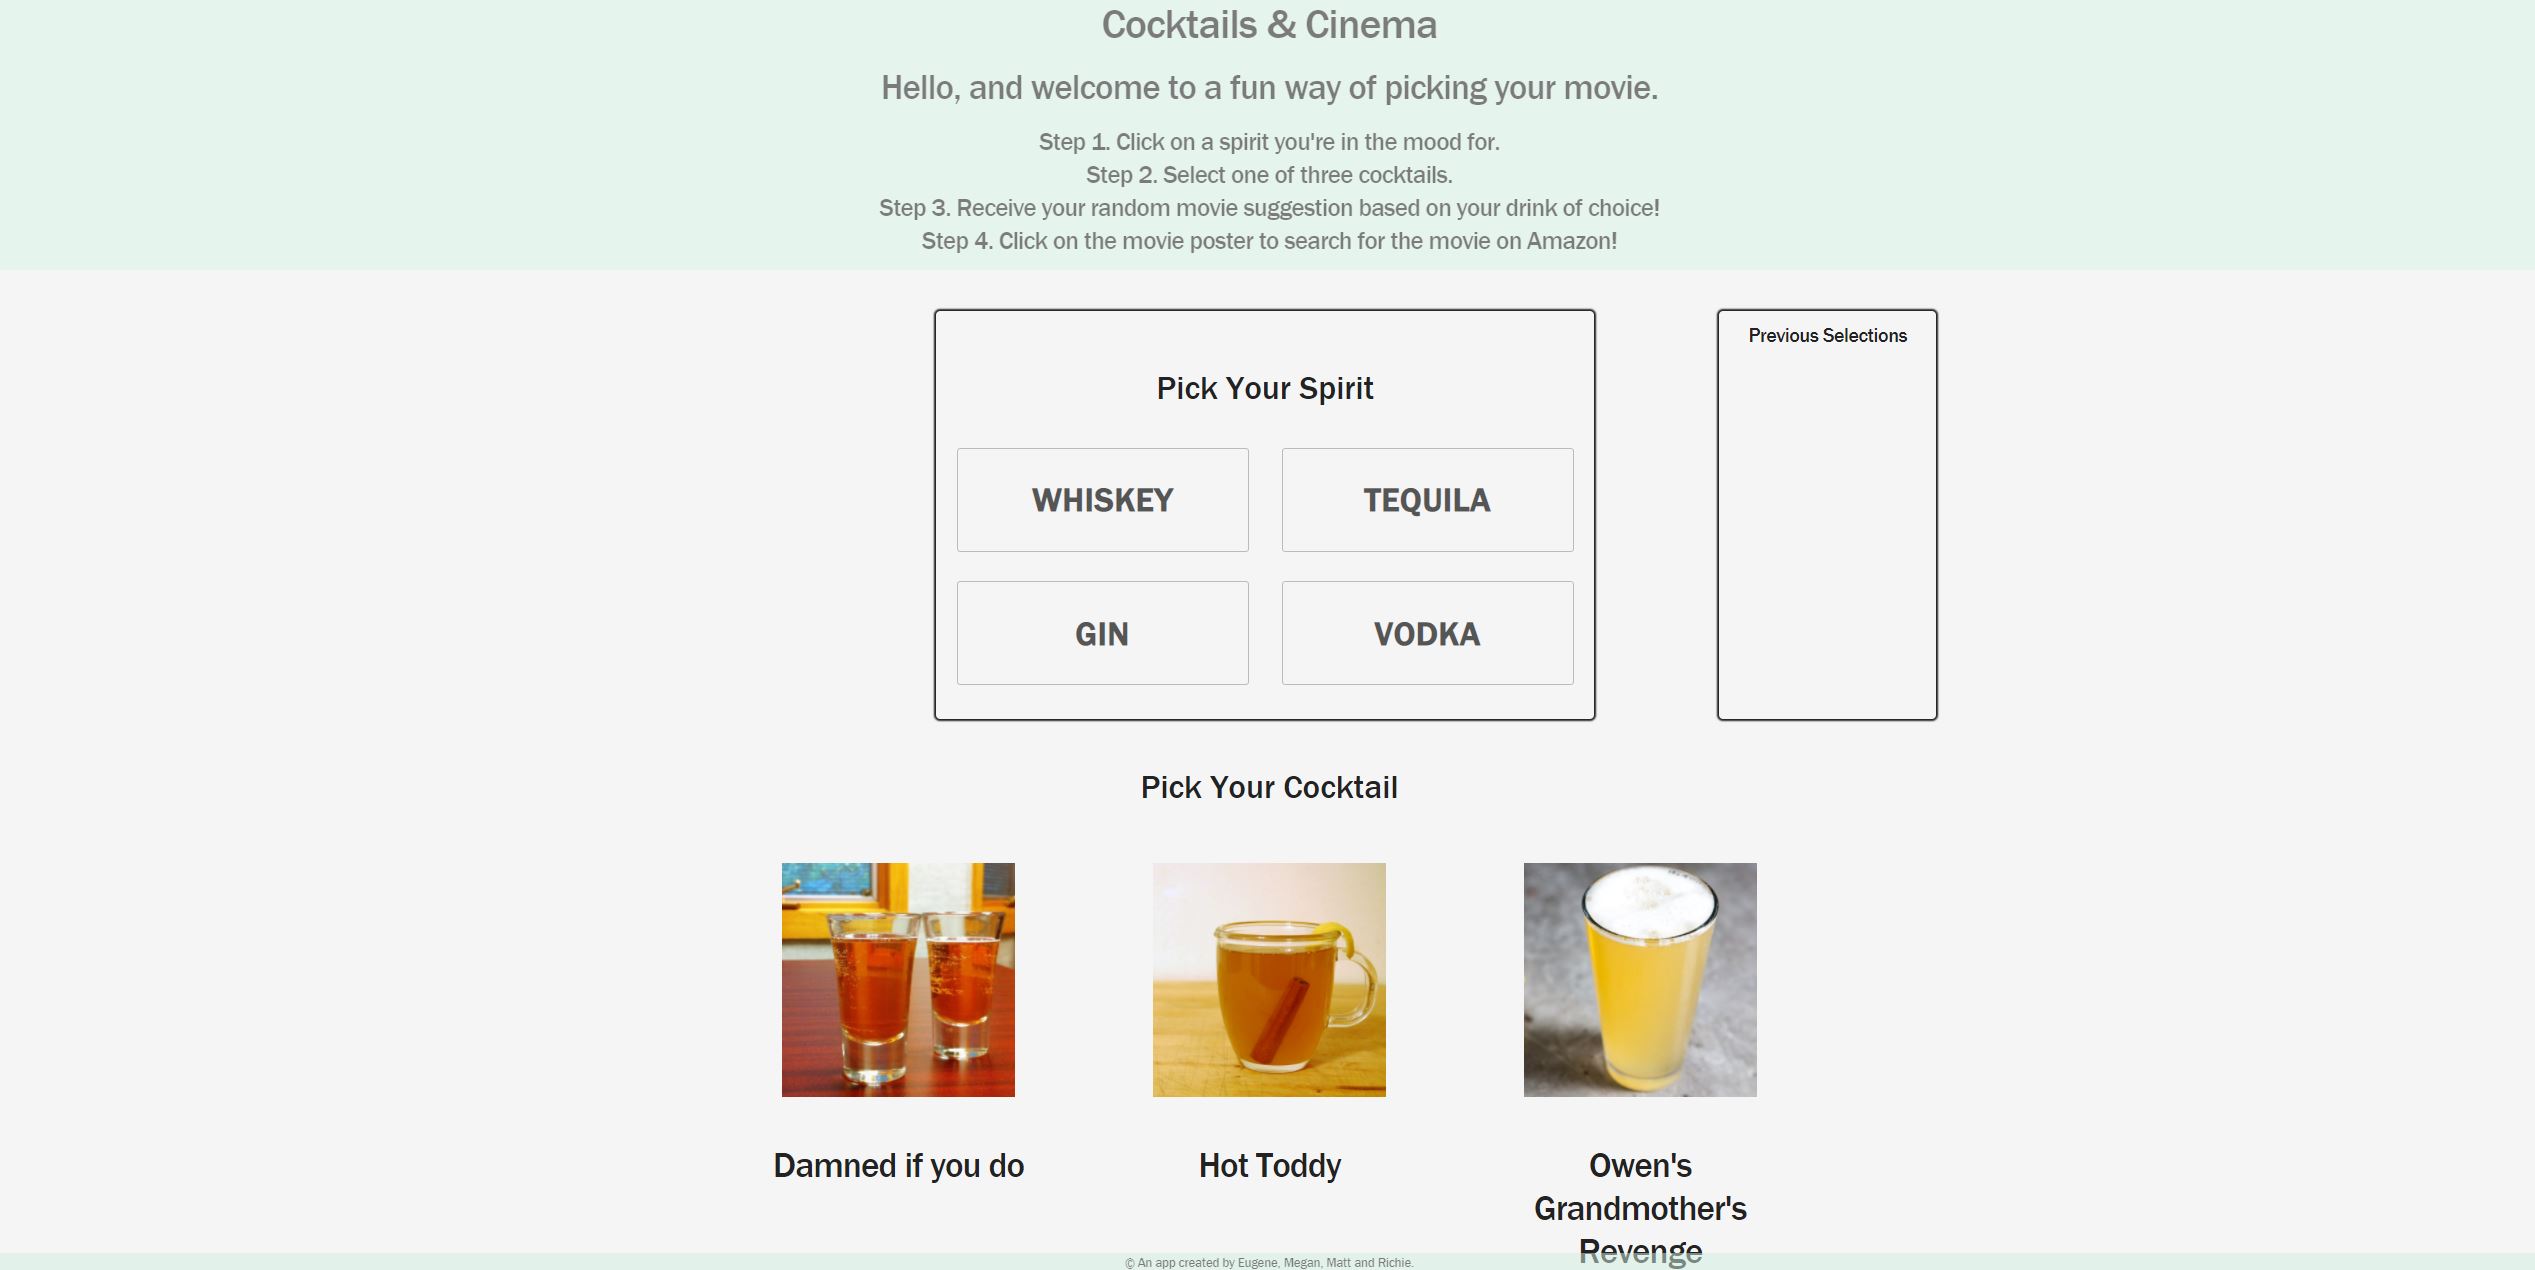 Cocktails & Cinema
Hello, and welcome to a fun way of picking your movie.
Step 1. Click on a spirit you're in the mood for.
Step 2. Select one of three cocktails.
Step 3. Receive your random movie suggestion based on your drink of choice!
Step 4. Click on the movie poster to search for the movie on Amazon!
Pick Your Spirit
WHISKEY
TEQUILA
GIN
VODKA
Previous Selections
Pick Your Cocktail
Damned if you do
Hot Toddy
Owen's
Grandmother's
Revenge
© An app created by Eugene, Megan, Matt and Richie.